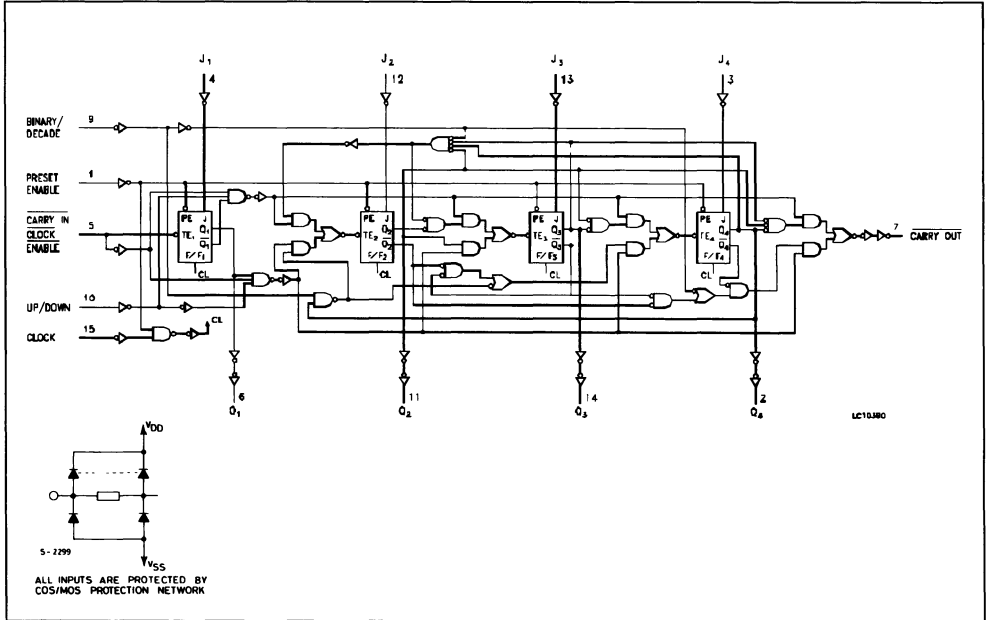 J1 J2 J3 J4
4 12 13 3
BINARY/
DECADE 9
PRESET
ENABLE 1
CARRY IN
CLOCK 5
ENABLE
UP/DOWN 10
CLOCK 15
PE J
Q1
TE1
Q1
F/F1
CL
PE J
Q2
TE2
Q2
F/F2
CL
PE J
Q3
TE3
Q3
F/F3
CL
PE J
Q4
TE4
Q4
F/F4
CL
7 CARRY OUT
CL
6 11 14 2
Q1 Q2 Q3 Q4
LC10380
VDD
S-2299
VSS
ALL INPUTS ARE PROTECTED BY
COS/MOS PROTECTION NETWORK